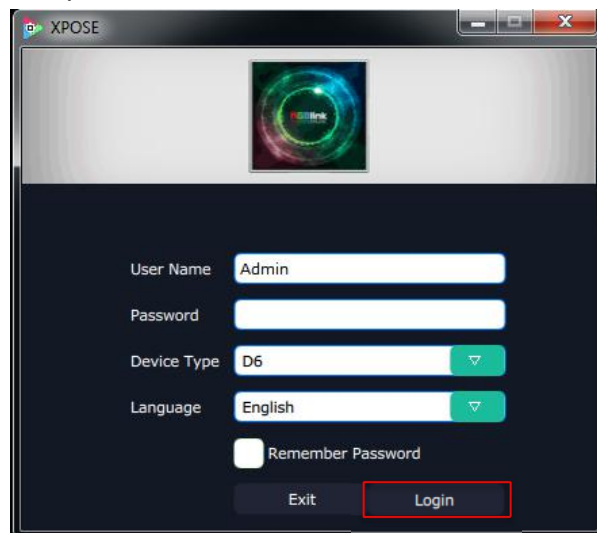 XPOSE
RGBlink
User Name Admin
Password
Device Type D6
Language English
Remember Password
Exit Login